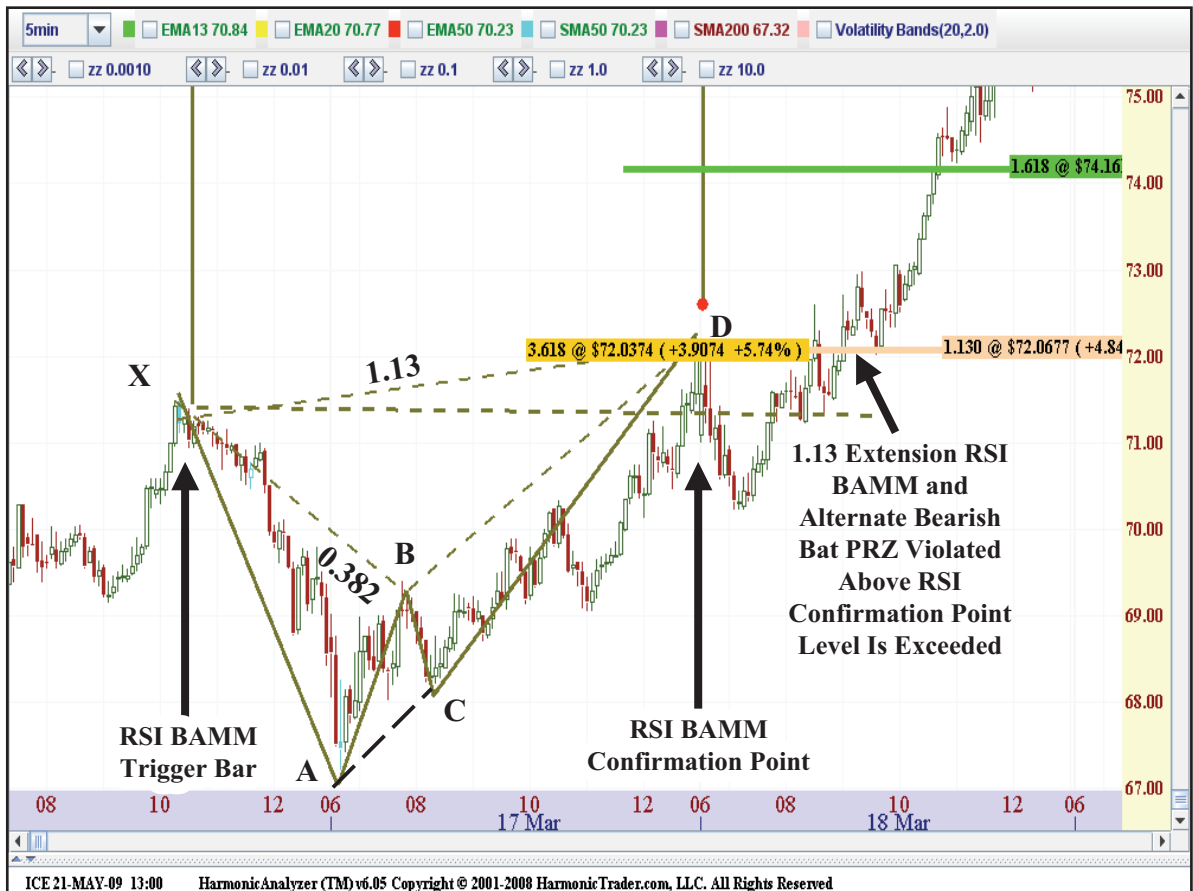 5min EMA13 70.84 EMA20 70.77 EMA50 70.23 SMA50 70.23 SMA200 67.32 Volatility Bands(20,2.0)
zz 0.0010 zz 0.01 zz 0.1 zz 1.0 zz 10.0
75.00
1.618 @ $74.16
74.00
73.00
D
3.618 @ $72.0374 ( +3.9074 +5.74% )
1.130 @ $72.0677 ( +4.84
72.00
X
1.13
71.00
1.13 Extension RSI
BAMM and
Alternate Bearish
Bat PRZ Violated
Above RSI
Confirmation Point
Level Is Exceeded
70.00
B
0.382
69.00
C
68.00
RSI BAMM
Trigger Bar
A
RSI BAMM
Confirmation Point
67.00
08 10 12 06 08 10 12 06 08 10 12 06
17 Mar 18 Mar
ICE 21-MAY-09 13:00 HarmonicAnalyzer (TM) v6.05 Copyright © 2001-2008 HarmonicTrader.com, LLC. All Rights Reserved